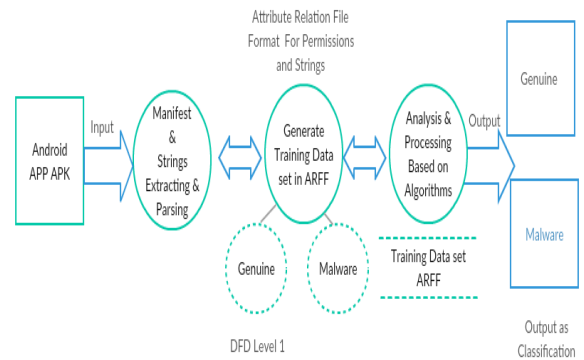 Attribute Relation File
Format For Permissions
and Strings
Android
APP APK
Input
Manifest
&
Strings
Extracting &
Parsing
Generate
Training Data
set in ARFF
Analysis &
Processing
Based on
Algorithms
Output
Genuine
Malware
Genuine
Malware
Training Data set
ARFF
DFD Level 1
Output as
Classification